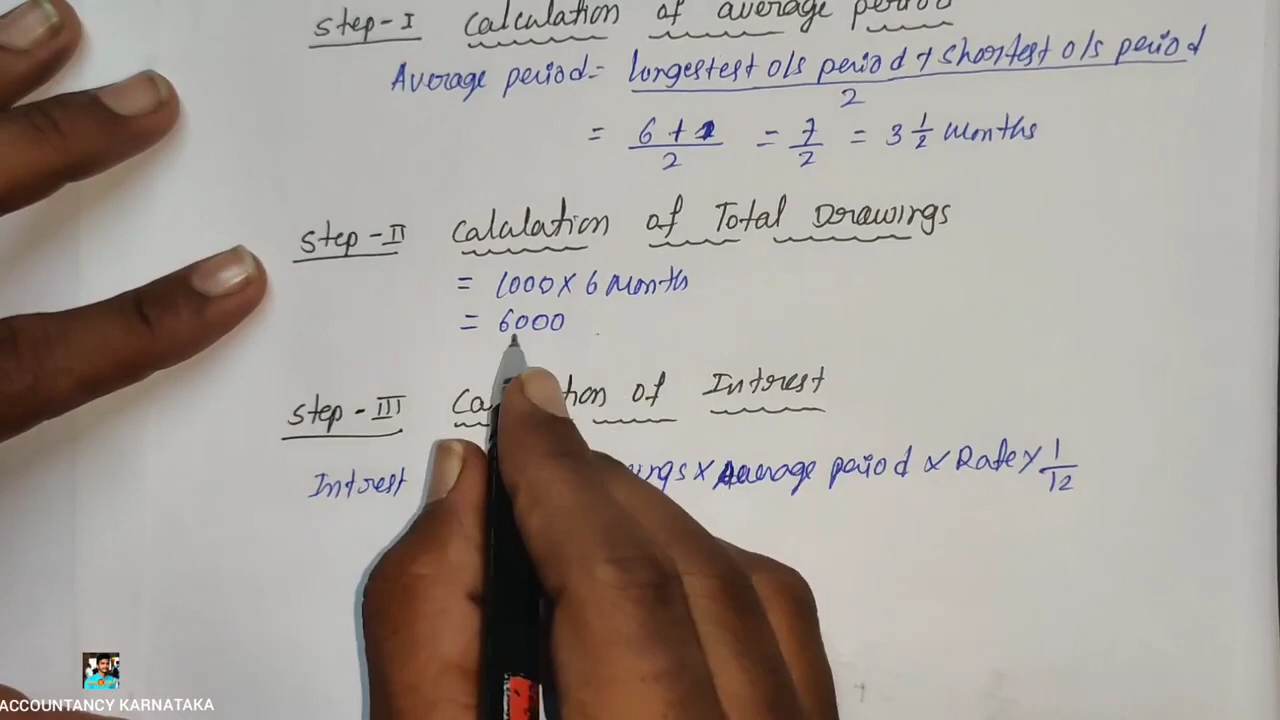 Step-I Calculation of average period
Average period = longestest o/s period + shortest o/s period
2
= 6 + 1 / 2 = 7/2 = 3 1/2 Months
Step-II Calculation of Total Drawings
= 1000 x 6 Month
= 6000
Step-III of Interest
Intrest x Average period x Rate x 1/12
ACCOUNTANCY KARNATAKA